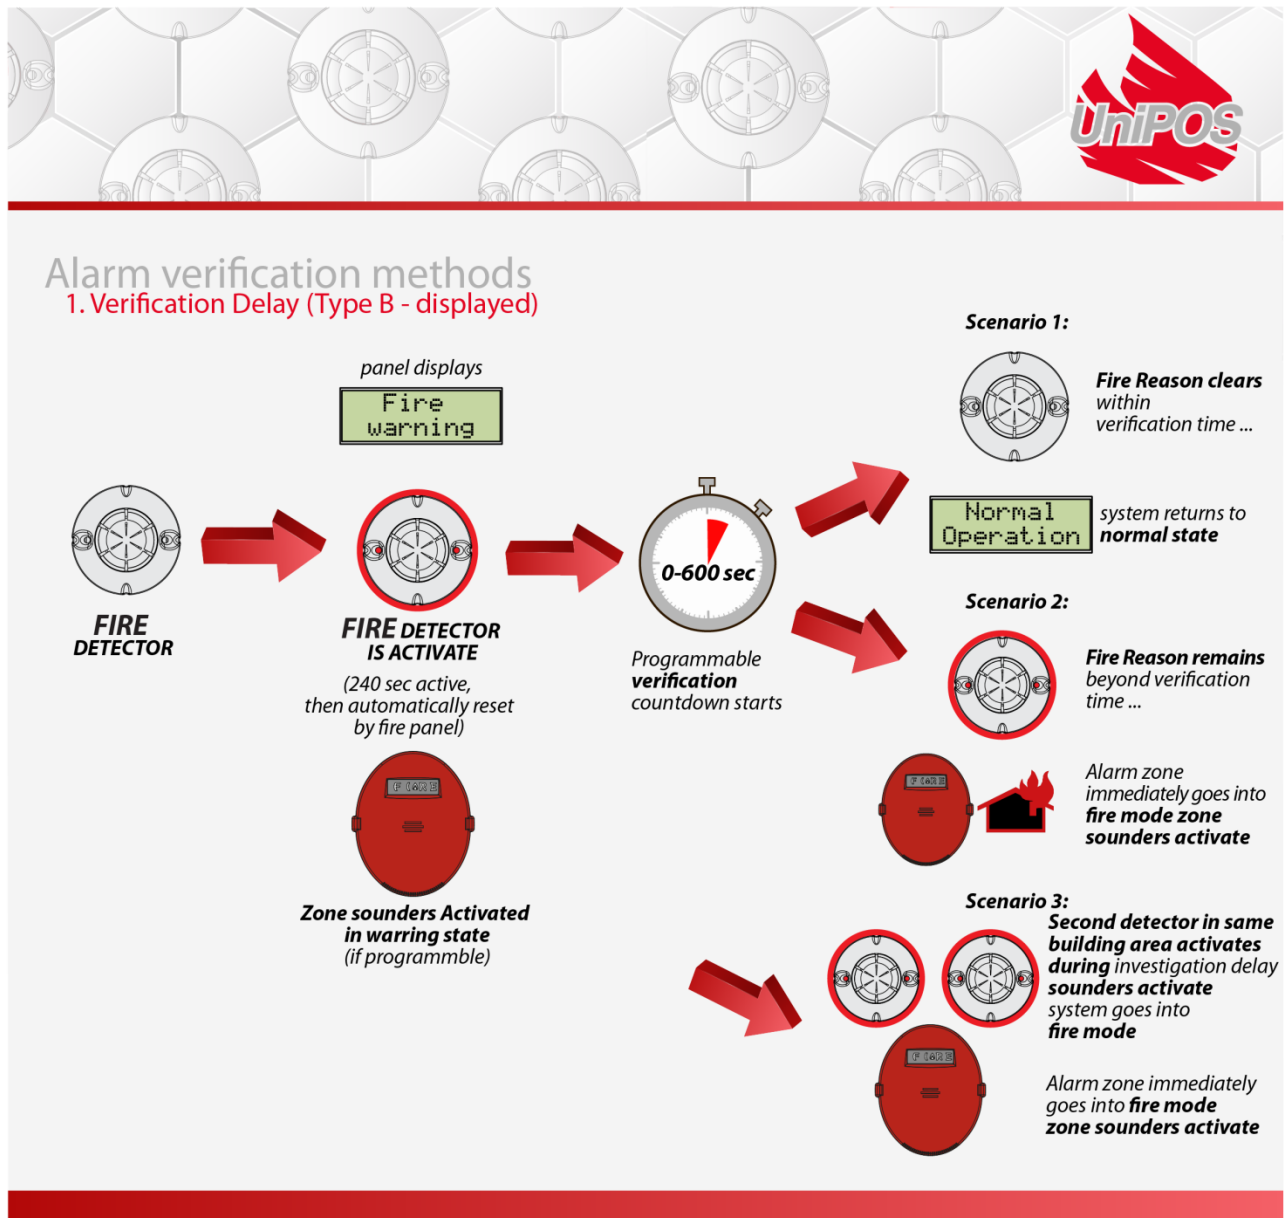 UniPOS
Alarm verification methods
1. Verification Delay (Type B - displayed)
panel displays
Fire
warning
FIRE
DETECTOR
FIRE DETECTOR
IS ACTIVATE
(240 sec active,
then automatically reset
by fire panel)
FIRE
Zone sounders Activated
in warring state
(if programmble)
0-600 sec
Programmable
verification
countdown starts
Scenario 1:
Fire Reason clears
within
verification time ...
Normal
Operation
system returns to
normal state
Scenario 2:
Fire Reason remains
beyond verification
time ...
FIRE
Alarm zone
immediately goes into
fire mode zone
sounders activate
Scenario 3:
Second detector in same
building area activates
during investigation delay
sounders activate
system goes into
fire mode
FIRE
Alarm zone immediately
goes into fire mode
zone sounders activate